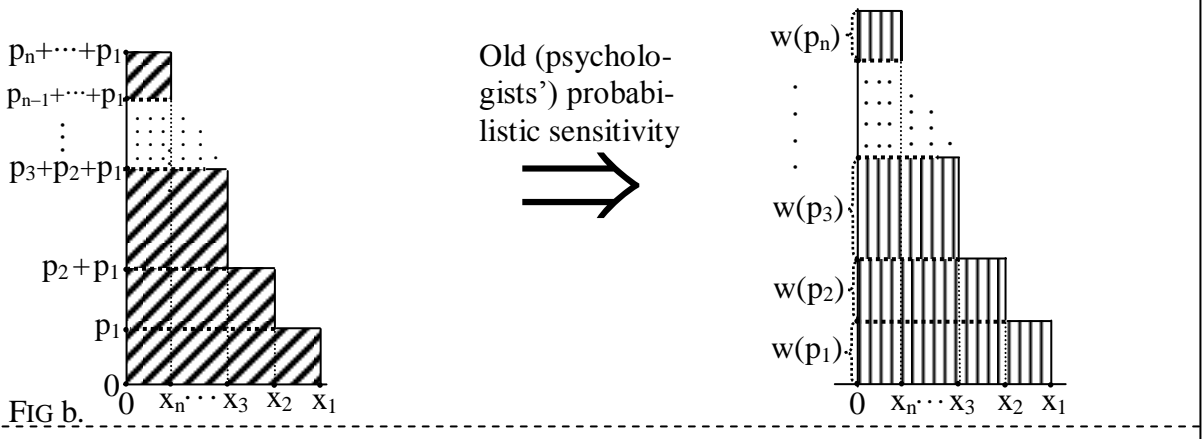 pₙ+⋯+p₁
pₙ₋₁+⋯+p₁
p₃+p₂+p₁
p₂+p₁
p₁
0
0 xₙ⋯ x₃ x₂ x₁
FIG b.
Old (psycholo-
gists’) probabi-
listic sensitivity
w(pₙ)
w(p₃)
w(p₂)
w(p₁)
0 xₙ⋯ x₃ x₂ x₁